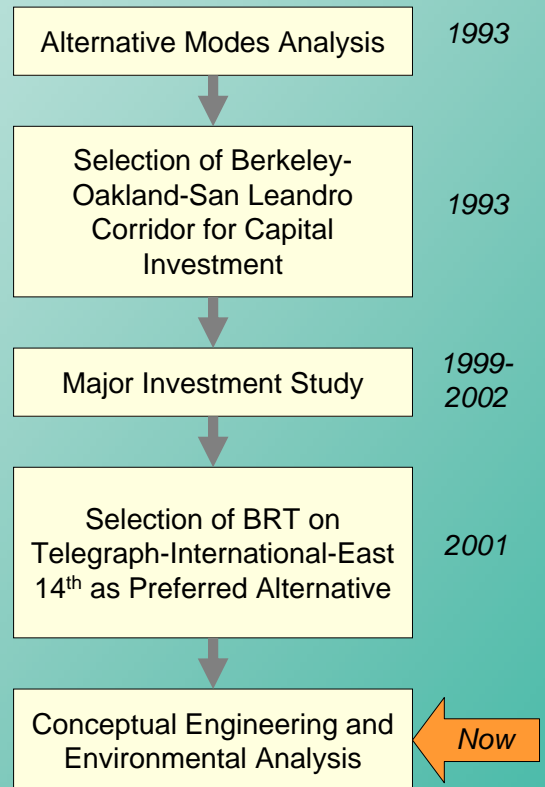 Alternative Modes Analysis
1993
Selection of Berkeley-
Oakland-San Leandro
Corridor for Capital
Investment
1993
Major Investment Study
1999-
2002
Selection of BRT on
Telegraph-International-East
14th as Preferred Alternative
2001
Conceptual Engineering and
Environmental Analysis
Now